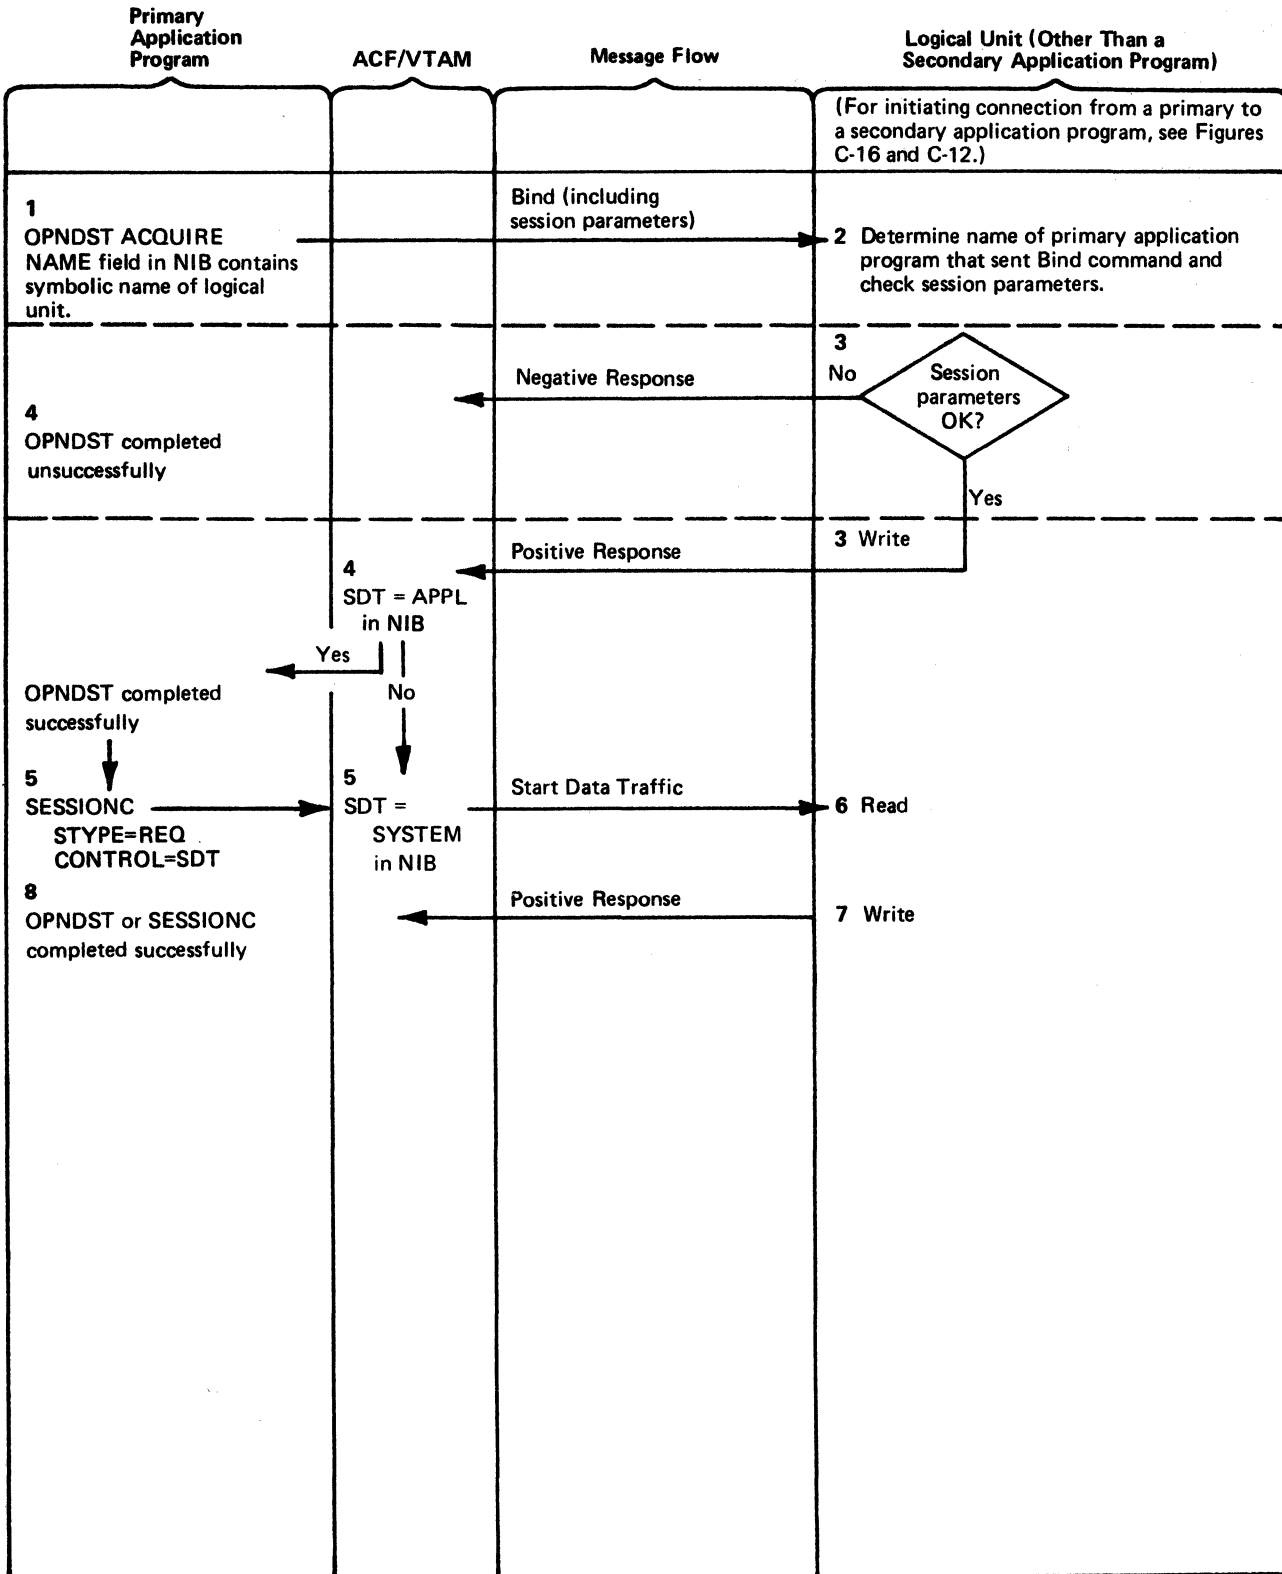 Primary
Application
Program
ACF/VTAM
Message Flow
Logical Unit (Other Than a
Secondary Application Program)
(For initiating connection from a primary to
a secondary application program, see Figures
C-16 and C-12.)
1
OPNDST ACQUIRE
NAME field in NIB contains
symbolic name of logical
unit.
Bind (including
session parameters)
2 Determine name of primary application
program that sent Bind command and
check session parameters.
3
No
Session
parameters
OK?
Negative Response
4
OPNDST completed
unsuccessfully
Yes
3 Write
Positive Response
4
SDT = APPL
in NIB
Yes
No
OPNDST completed
successfully
5
SESSIONC
STYPE=REQ
CONTROL=SDT
5
SDT =
SYSTEM
in NIB
Start Data Traffic
6 Read
8
OPNDST or SESSIONC
completed successfully
Positive Response
7 Write